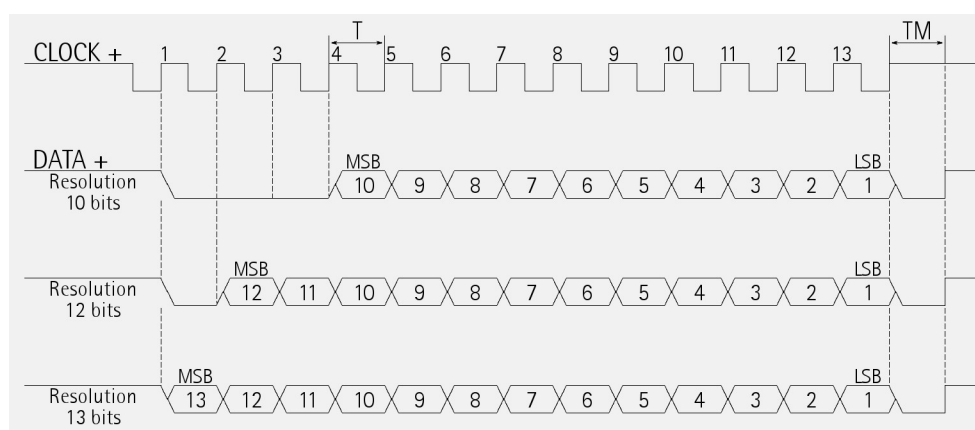 T TM
CLOCK + 1 2 3 4 5 6 7 8 9 10 11 12 13
DATA + MSB LSB
Resolution
10 bits
10 9 8 7 6 5 4 3 2 1
MSB LSB
Resolution
12 bits
12 11 10 9 8 7 6 5 4 3 2 1
MSB LSB
Resolution
13 bits
13 12 11 10 9 8 7 6 5 4 3 2 1